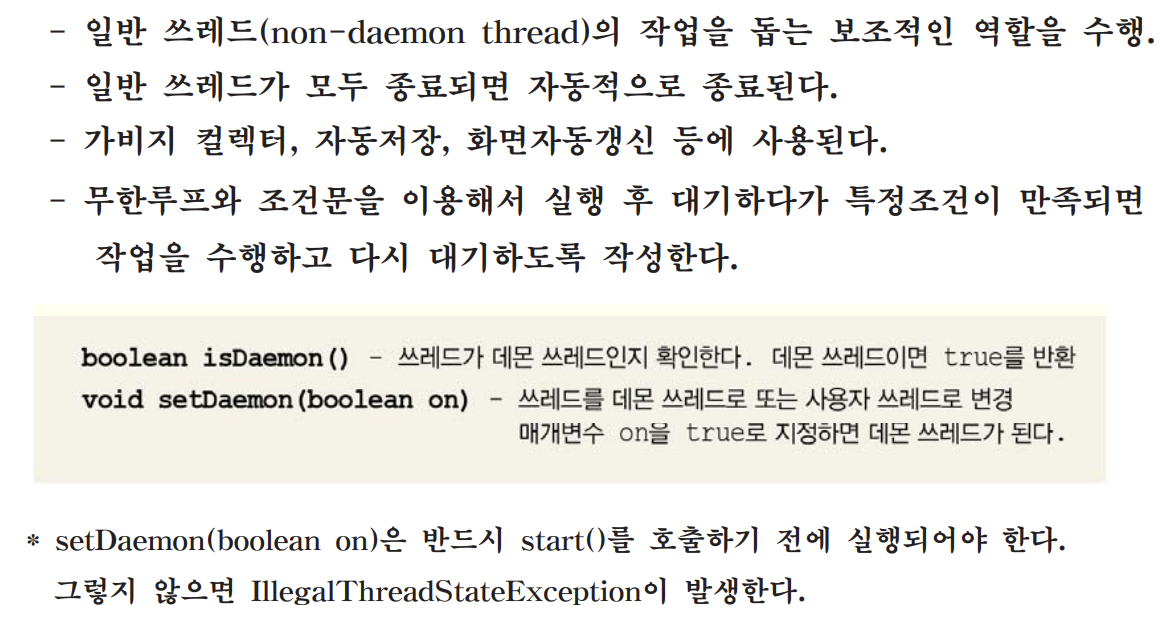 - 일반 쓰레드(non-daemon thread)의 작업을 돕는 보조적인 역할을 수행.
- 일반 쓰레드가 모두 종료되면 자동적으로 종료된다.
- 가비지 컬렉터, 자동저장, 화면자동갱신 등에 사용된다.
- 무한루프와 조건문을 이용해서 실행 후 대기하다가 특정조건이 만족되면
작업을 수행하고 다시 대기하도록 작성한다.
boolean isDaemon() - 쓰레드가 데몬 쓰레드인지 확인한다. 데몬 쓰레드이면 true를 반환
void setDaemon(boolean on) - 쓰레드를 데몬 쓰레드로 또는 사용자 쓰레드로 변경
매개변수 on을 true로 지정하면 데몬 쓰레드가 된다.
* setDaemon(boolean on)은 반드시 start()를 호출하기 전에 실행되어야 한다.
그렇지 않으면 IllegalThreadStateException이 발생한다.